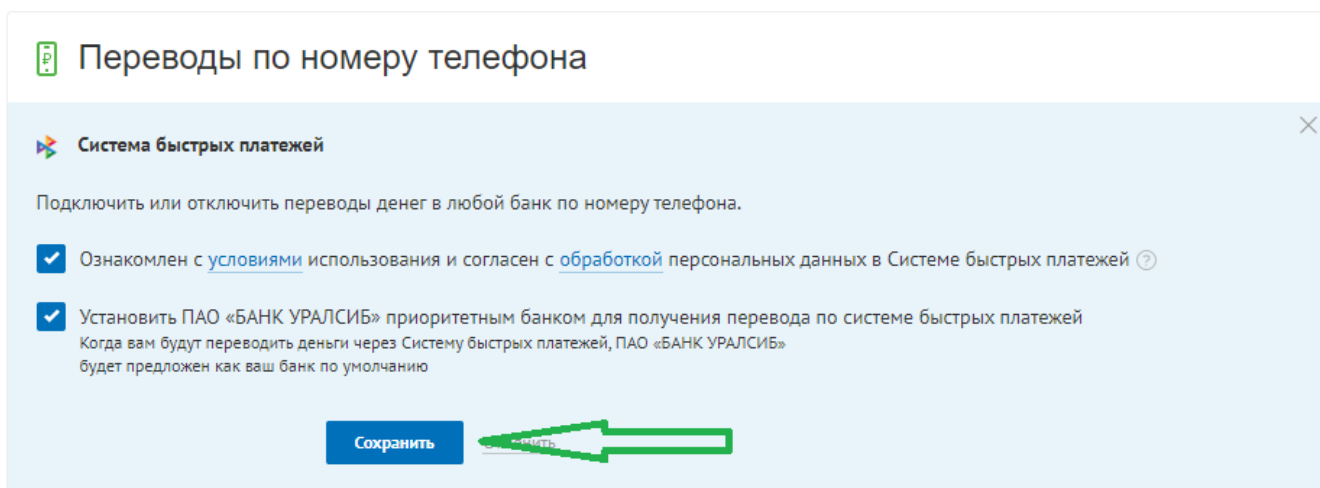 Переводы по номеру телефона
Система быстрых платежей
Подключить или отключить переводы денег в любой банк по номеру телефона.
Ознакомлен с условиями использования и согласен с обработкой персональных данных в Системе быстрых платежей ?
Установить ПАО «БАНК УРАЛСИБ» приоритетным банком для получения перевода по системе быстрых платежей
Когда вам будут переводить деньги через Систему быстрых платежей, ПАО «БАНК УРАЛСИБ»
будет предложен как ваш банк по умолчанию
Сохранить